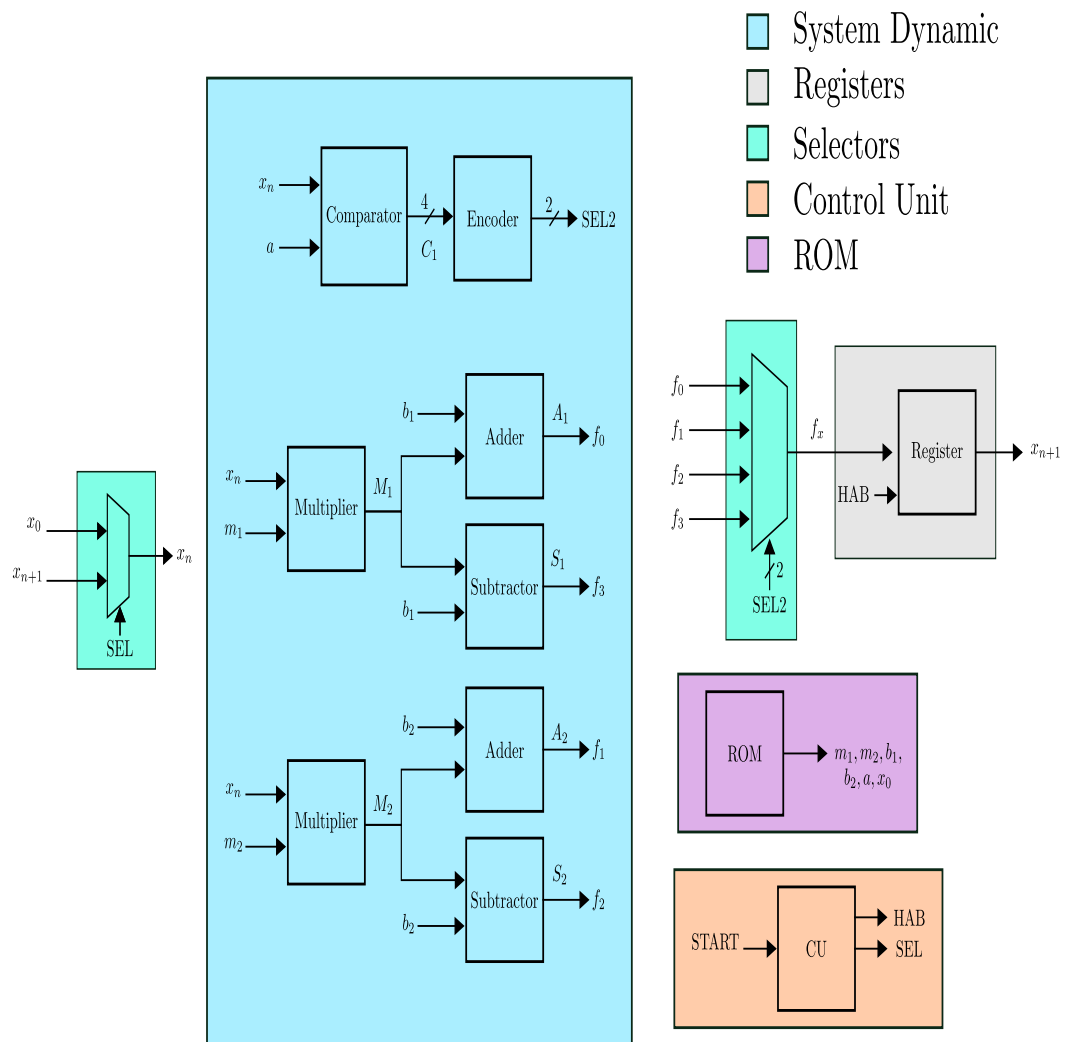 System Dynamic
Registers
Selectors
Control Unit
ROM
x_n
a
Comparator
4
C_1
Encoder
2
SEL2
x_0
x_{n+1}
x_n
SEL
x_n
m_1
Multiplier
M_1
b_1
Adder
A_1
f_0
Subtractor
b_1
S_1
f_3
x_n
m_2
Multiplier
M_2
b_2
Adder
A_2
f_1
Subtractor
b_2
S_2
f_2
f_0
f_1
f_2
f_3
2
SEL2
f_x
HAB
Register
x_{n+1}
ROM
m_1, m_2, b_1,
b_2, a, x_0
START
CU
HAB
SEL